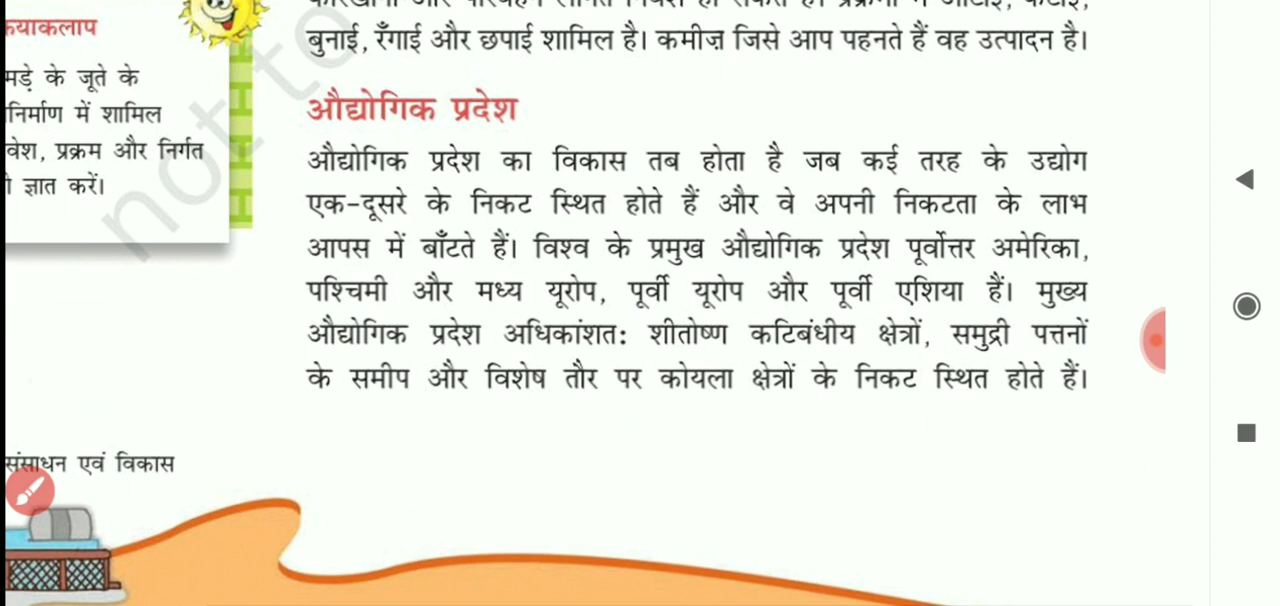 क्रियाकलाप
मड़े के जूते के
निर्माण में शामिल
वेश, प्रक्रम और निर्गत
ज्ञात करें।
बुनाई, रँगाई और छपाई शामिल है। कमीज़ जिसे आप पहनते हैं वह उत्पादन है।
औद्योगिक प्रदेश
औद्योगिक प्रदेश का विकास तब होता है जब कई तरह के उद्योग
एक-दूसरे के निकट स्थित होते हैं और वे अपनी निकटता के लाभ
आपस में बाँटते हैं। विश्व के प्रमुख औद्योगिक प्रदेश पूर्वोत्तर अमेरिका,
पश्चिमी और मध्य यूरोप, पूर्वी यूरोप और पूर्वी एशिया हैं। मुख्य
औद्योगिक प्रदेश अधिकांशत: शीतोष्ण कटिबंधीय क्षेत्रों, समुद्री पत्तनों
के समीप और विशेष तौर पर कोयला क्षेत्रों के निकट स्थित होते हैं।
संसाधन एवं विकास
not to